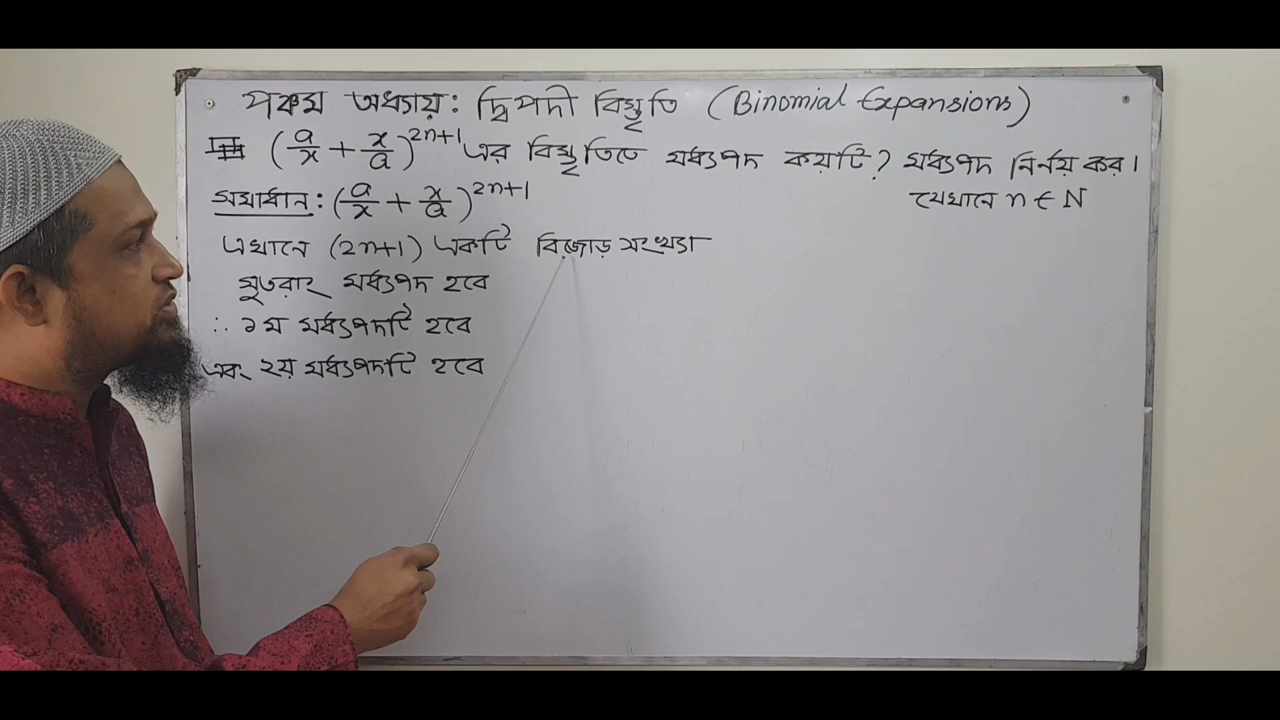 পঞ্চম অধ্যায়: দ্বিপদী বিস্তৃতি (Binomial Expansions)
(a/x + x/a)^2n+1 এর বিস্তৃতিতে মধ্যপদ কয়টি? মধ্যপদ নির্নয় কর।
যেখানে n ∈ N
সমাধান: (a/x + x/a)^2n+1
এখানে (2n+1) একটি বিজোড় সংখ্যা
সুতরাং মধ্যপদ হবে
∴ ১ম মধ্যপদটি হবে
এবং ২য় মধ্যপদটি হবে